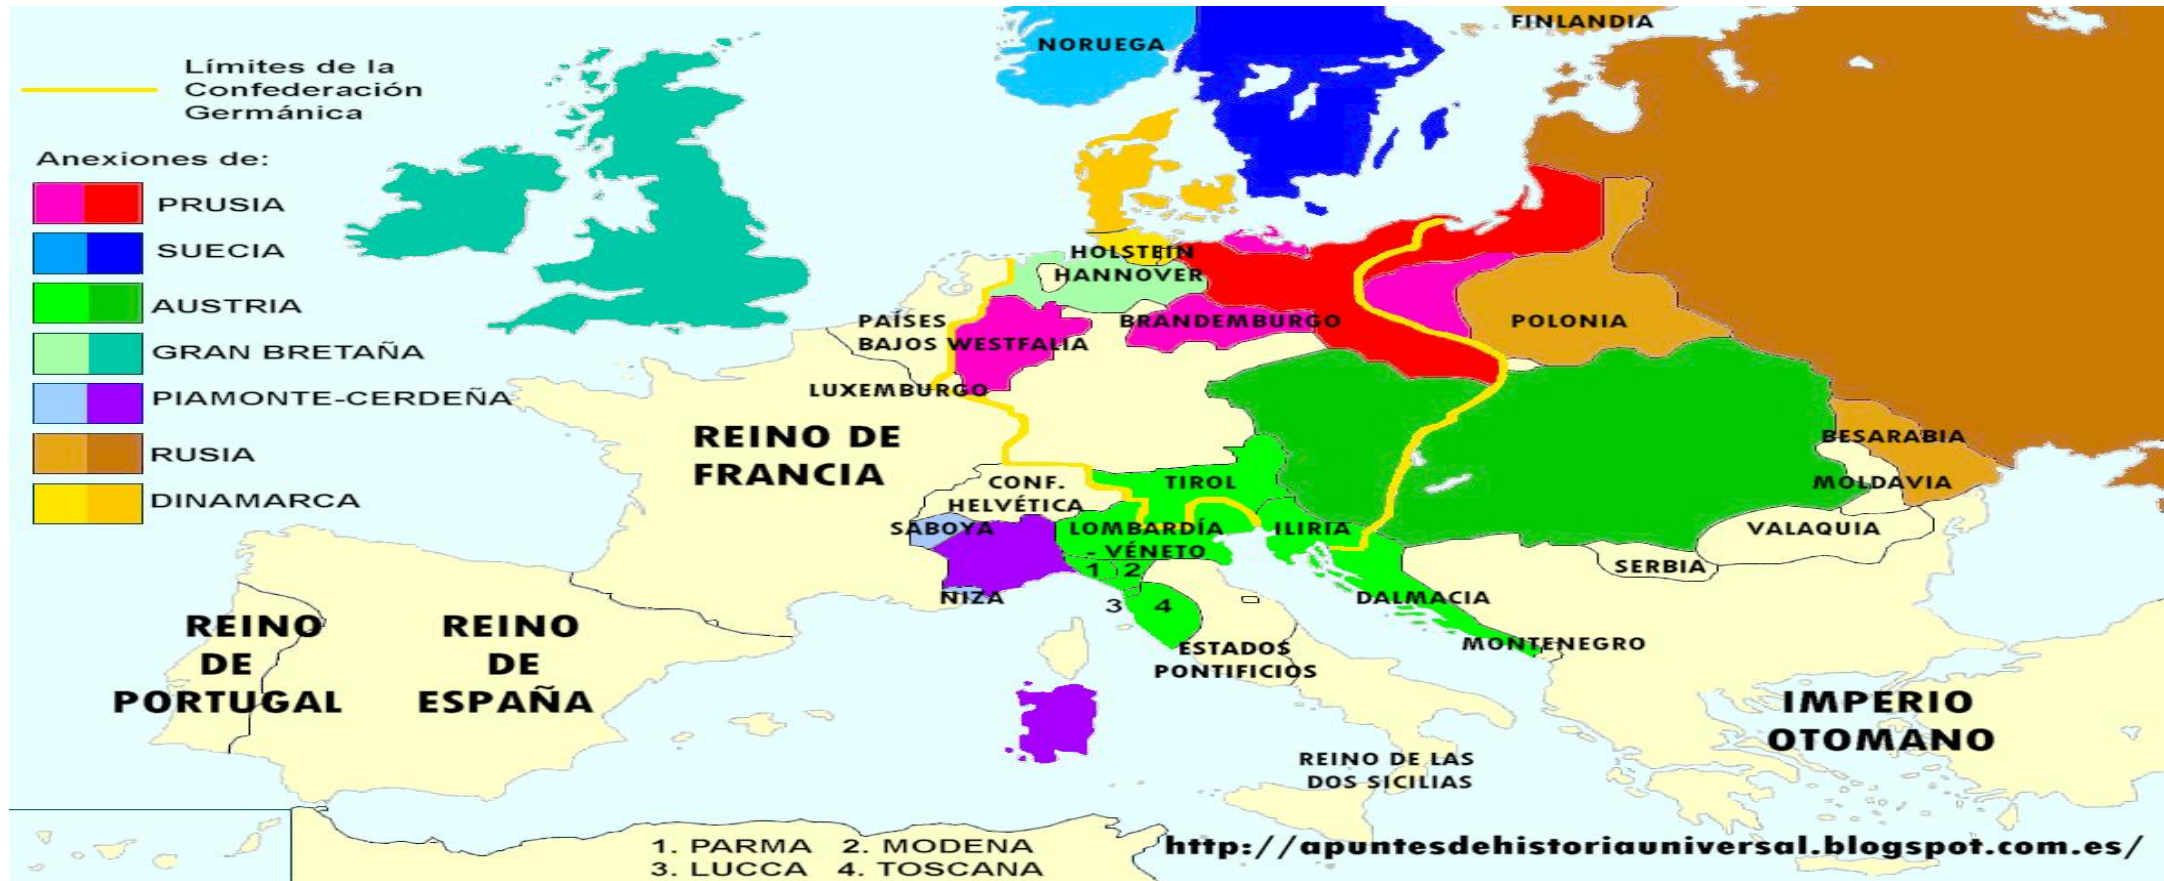 Límites de la
Confederación
Germánica
Anexiones de:
PRUSIA
SUECIA
AUSTRIA
GRAN BRETAÑA
PIAMONTE-CERDEÑA
RUSIA
DINAMARCA
NORUEGA
FINLANDIA
HOLSTEIN
HANNOVER
PAÍSES
BAJOS
WESTFALIA
BRANDEMBURGO
POLONIA
LUXEMBURGO
REINO DE
FRANCIA
BESARABIA
MOLDAVIA
CONF.
HELVÉTICA
TIROL
SABOYA
LOMBARDÍA
- VÉNETO
ILIRIA
VALAQUIA
SERBIA
1
2
NIZA
3
4
DALMACIA
MONTENEGRO
ESTADOS
PONTIFICIOS
REINO
DE
PORTUGAL
REINO
DE
ESPAÑA
IMPERIO
OTOMANO
REINO DE LAS
DOS SICILIAS
1. PARMA 2. MODENA
3. LUCCA 4. TOSCANA
http://apuntesdehistoriauniversal.blogspot.com.es/